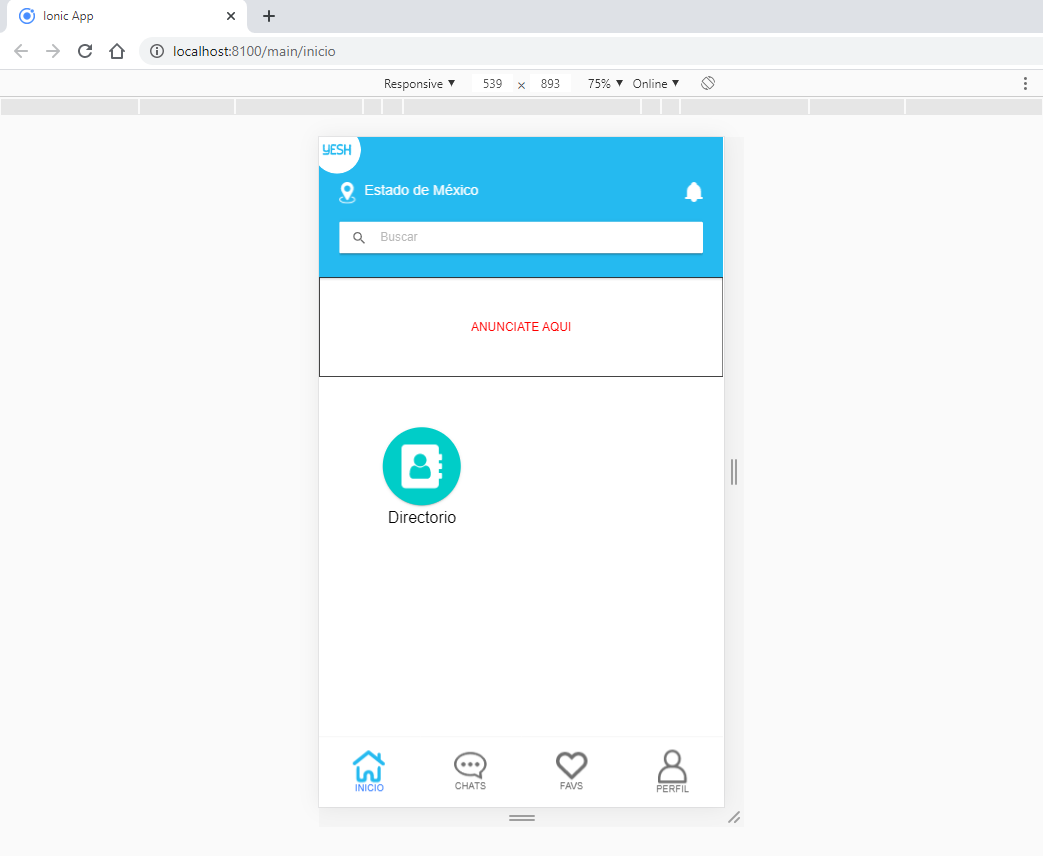 Ionic App
localhost:8100/main/inicio
Responsive ▼ 539 x 893 75% ▼ Online ▼
YESH
Estado de México
Buscar
ANUNCIATE AQUI
Directorio
INICIO CHATS FAVS PERFIL